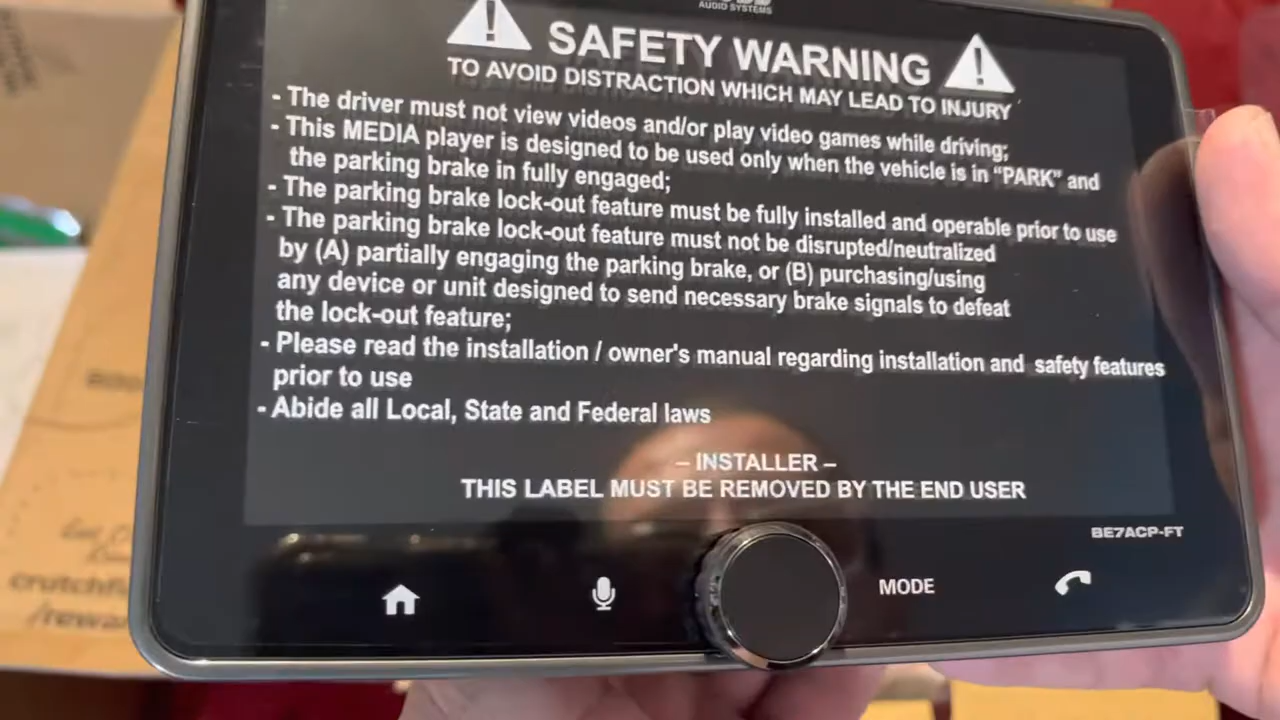 AUDIO SYSTEMS
SAFETY WARNING
TO AVOID DISTRACTION WHICH MAY LEAD TO INJURY
- The driver must not view videos and/or play video games while driving;
- This MEDIA player is designed to be used only when the vehicle is in “PARK” and
the parking brake in fully engaged;
- The parking brake lock-out feature must be fully installed and operable prior to use
- The parking brake lock-out feature must not be disrupted/neutralized
by (A) partially engaging the parking brake, or (B) purchasing/using
any device or unit designed to send necessary brake signals to defeat
the lock-out feature;
- Please read the installation / owner's manual regarding installation and safety features
prior to use
- Abide all Local, State and Federal laws
– INSTALLER –
THIS LABEL MUST BE REMOVED BY THE END USER
BE7ACP-FT
MODE
crutchf
/rewar